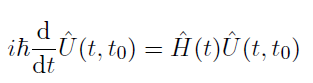 iℏ d/dt Û(t, t₀) = Ĥ(t)Û(t, t₀)